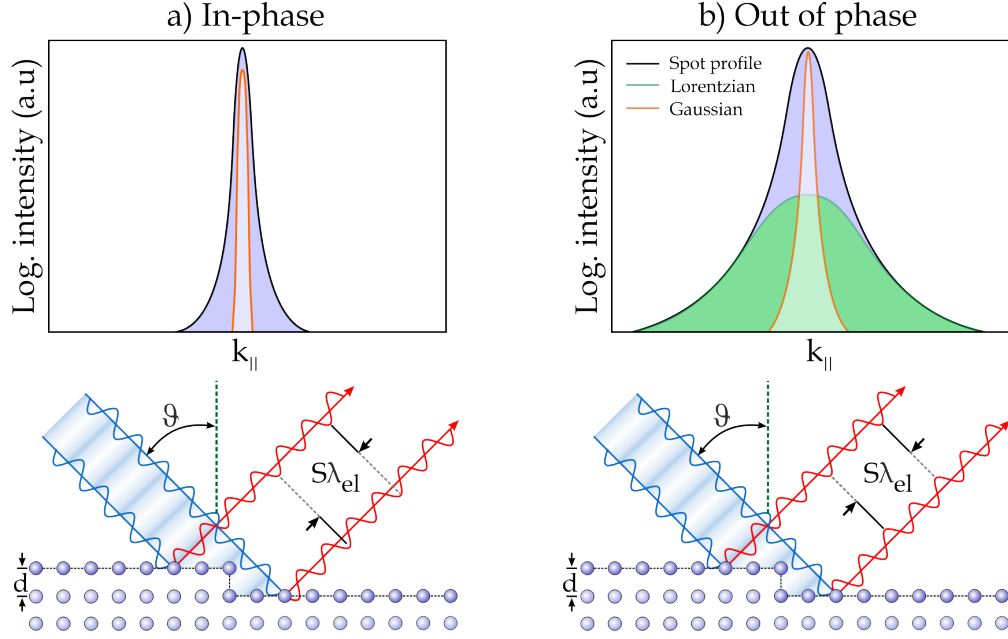 a) In-phase
Log. intensity (a.u)
k||
ϑ
Sλel
d
b) Out of phase
Spot profile
Lorentzian
Gaussian
Log. intensity (a.u)
k||
ϑ
Sλel
d